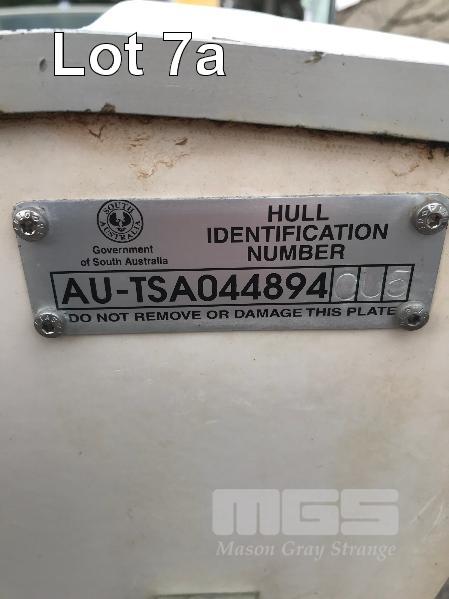 Lot 7a
SOUTH AUSTRALIA
Government
of South Australia
HULL
IDENTIFICATION
NUMBER
AU-TSA0448940U5
DO NOT REMOVE OR DAMAGE THIS PLATE
MGS
Mason Gray Strange